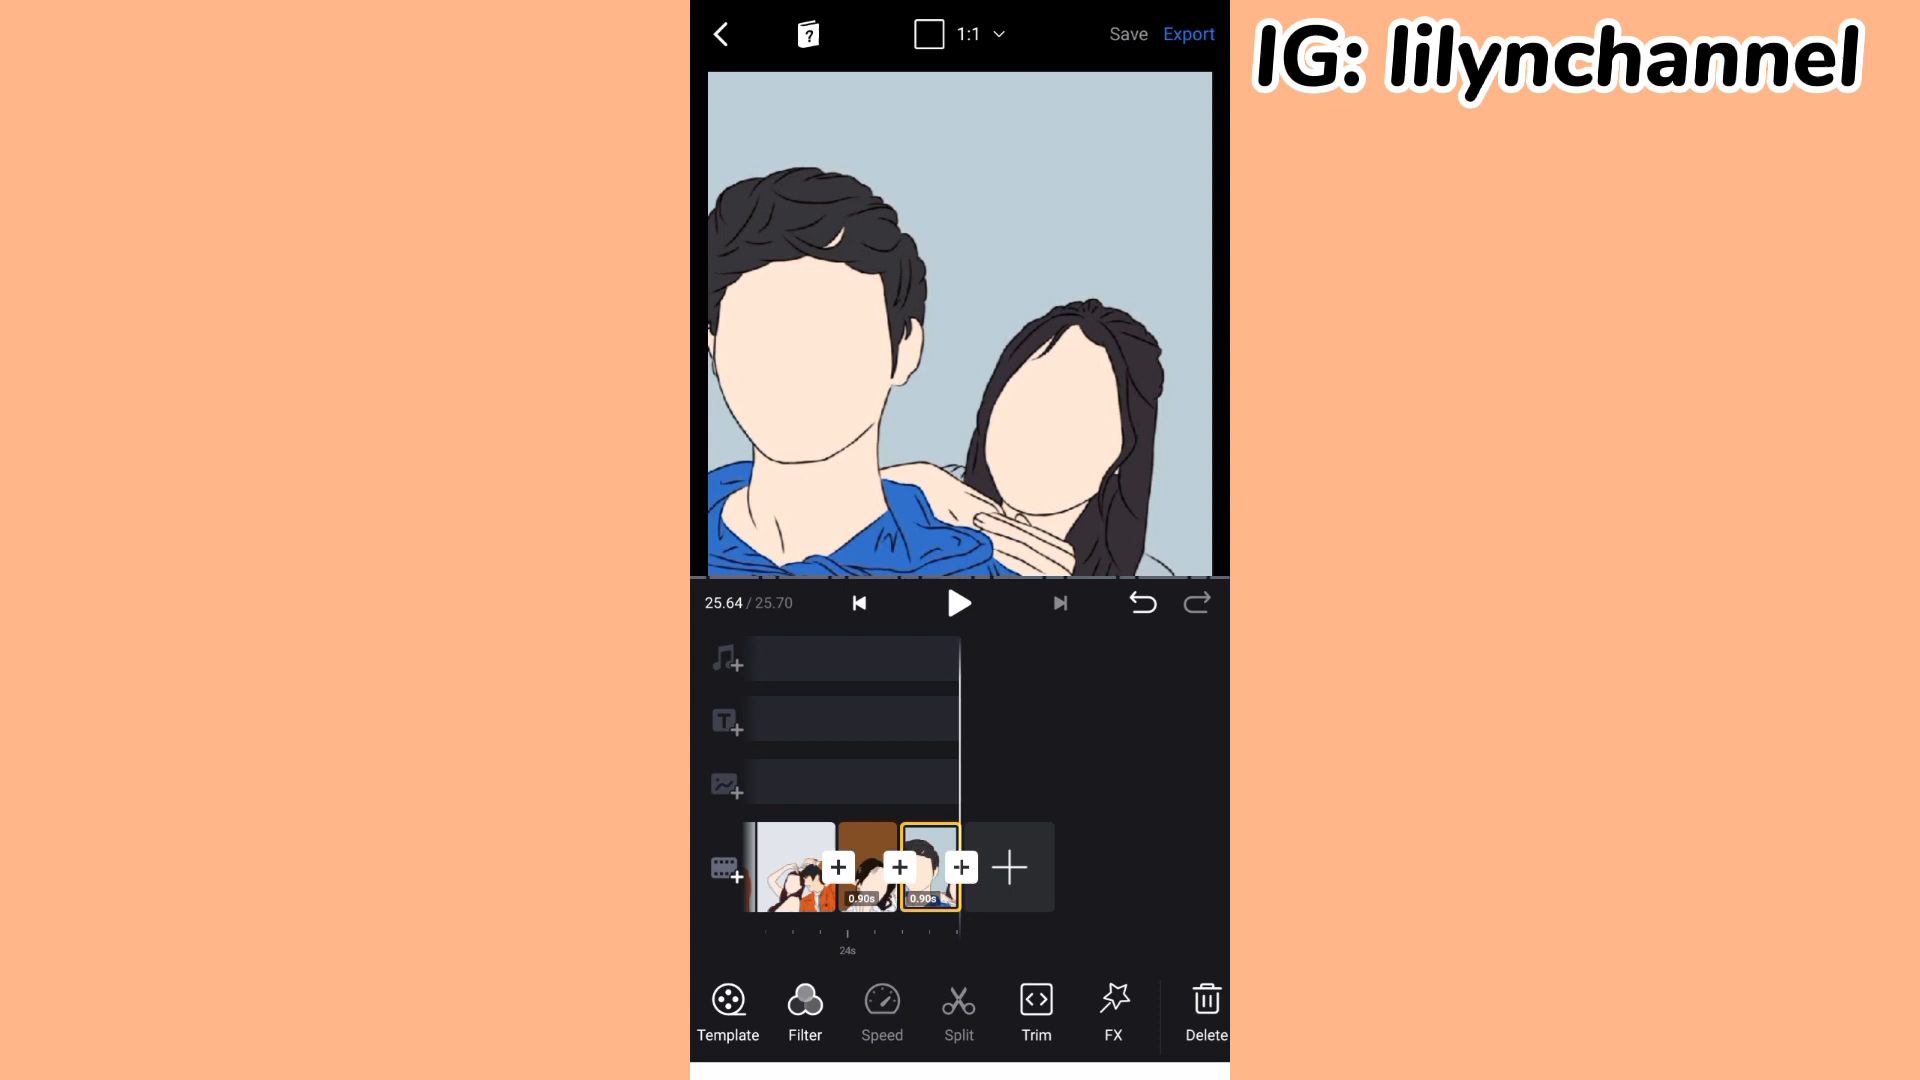 IG: lilynchannel
1:1
Save Export
25.64 / 25.70
0.90s 0.90s
24s
Template Filter Speed Split Trim FX Delete